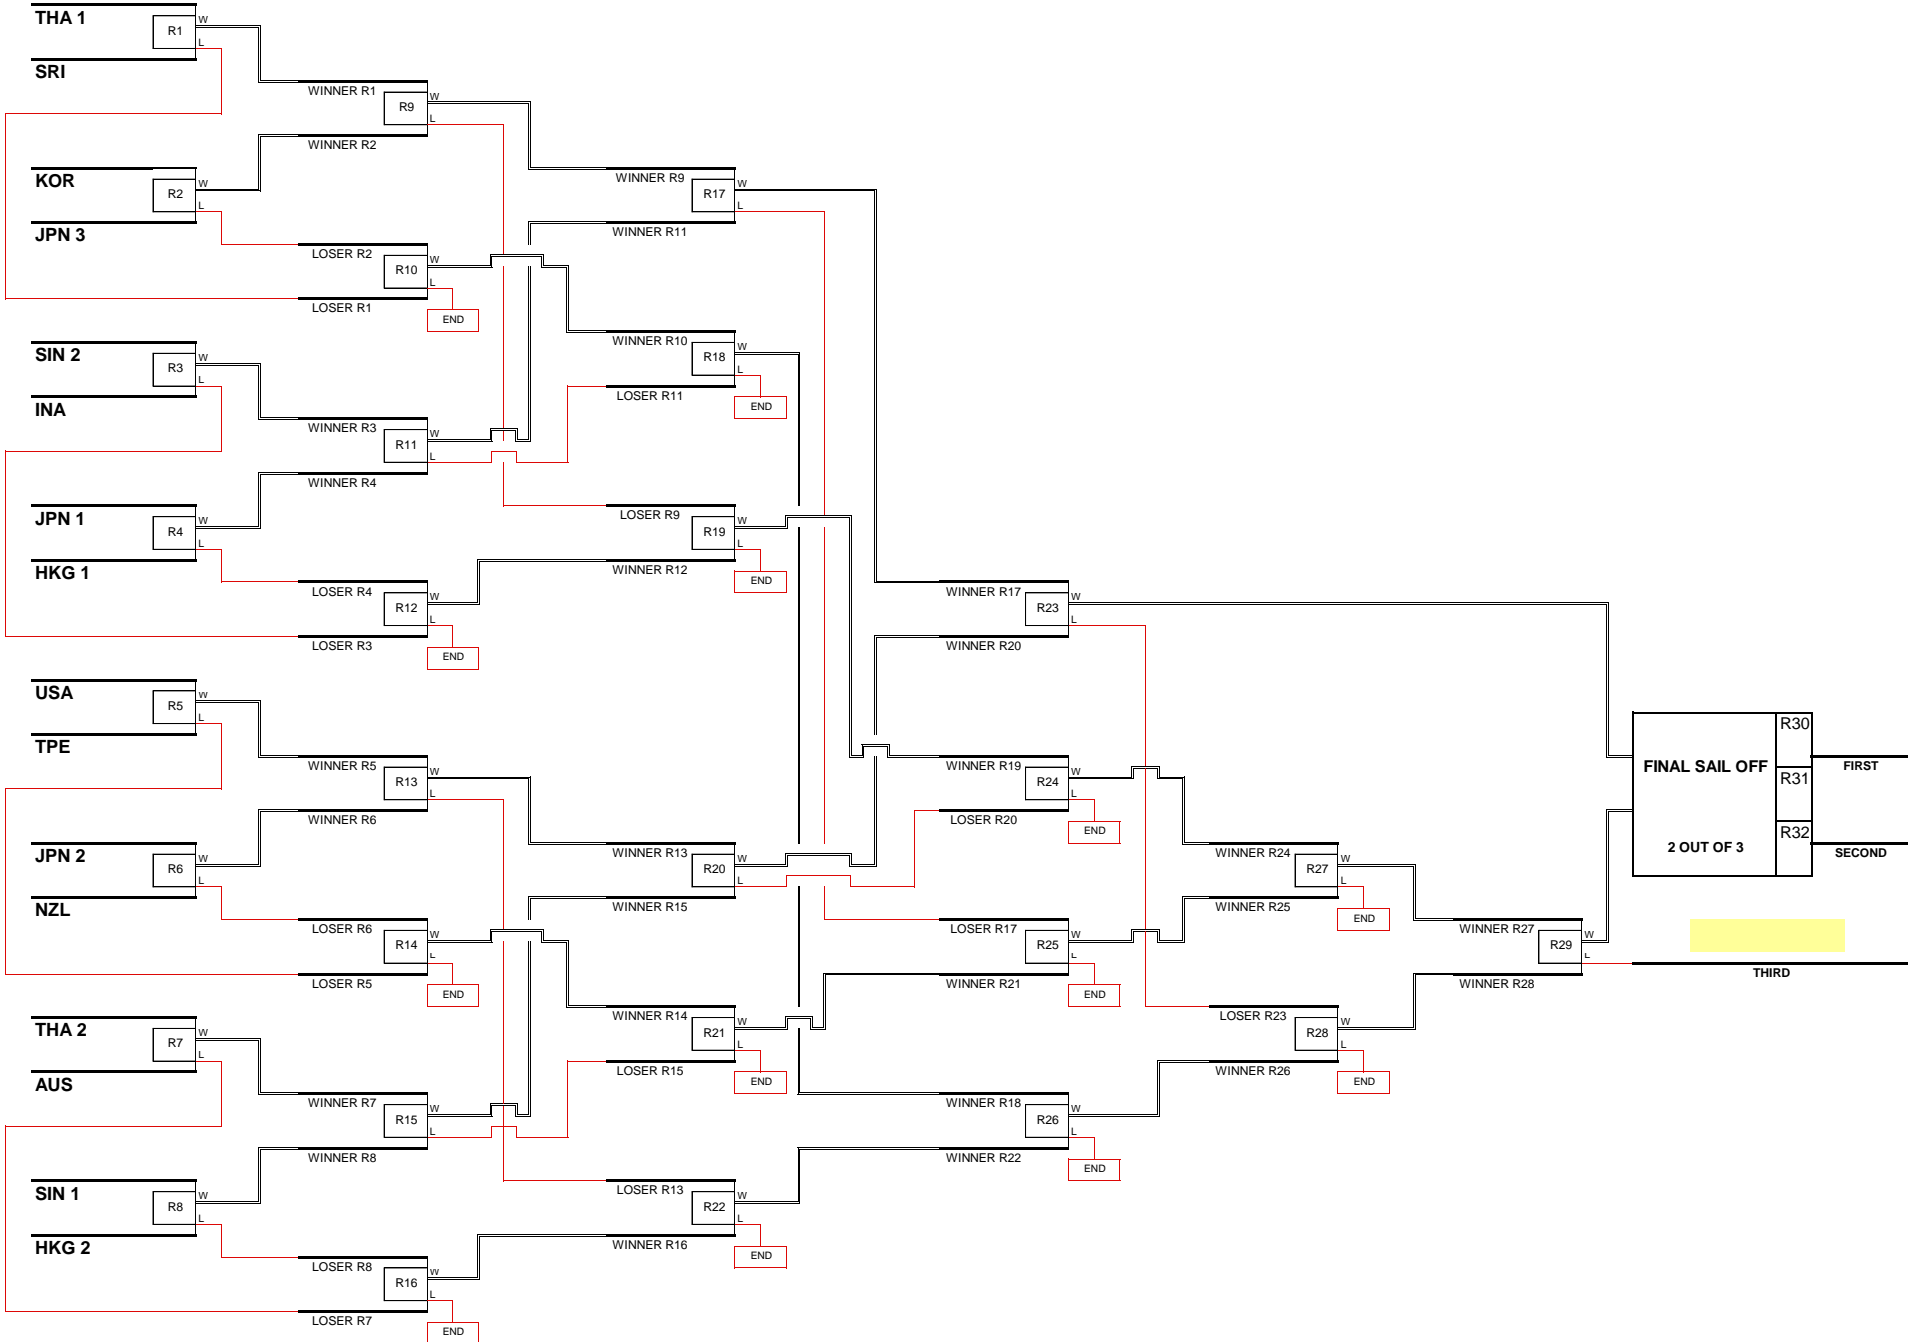 THA 1
R1
W
L
SRI
WINNER R1
R9
W
L
WINNER R2
KOR
R2
W
L
JPN 3
WINNER R9
R17
W
L
WINNER R11
LOSER R2
R10
W
L
LOSER R1
END
SIN 2
R3
W
L
INA
WINNER R10
R18
W
L
LOSER R11
END
WINNER R3
R11
W
L
WINNER R4
JPN 1
R4
W
L
HKG 1
LOSER R9
R19
W
L
WINNER R12
END
LOSER R4
R12
W
L
LOSER R3
END
WINNER R17
R23
W
L
WINNER R20
USA
R5
W
L
TPE
WINNER R5
R13
W
L
WINNER R6
WINNER R19
R24
W
L
LOSER R20
END
FINAL SAIL OFF
2 OUT OF 3
R30
R31
R32
FIRST
SECOND
JPN 2
R6
W
L
NZL
WINNER R13
R20
W
L
WINNER R15
WINNER R24
R27
W
L
WINNER R25
END
LOSER R6
R14
W
L
LOSER R5
END
LOSER R17
R25
W
L
WINNER R21
END
WINNER R27
R29
W
L
WINNER R28
THIRD
THA 2
R7
W
L
AUS
WINNER R14
R21
W
L
LOSER R15
END
LOSER R23
R28
W
L
WINNER R26
END
WINNER R7
R15
W
L
WINNER R8
WINNER R18
R26
W
L
WINNER R22
END
SIN 1
R8
W
L
HKG 2
LOSER R13
R22
W
L
WINNER R16
END
LOSER R8
R16
W
L
LOSER R7
END